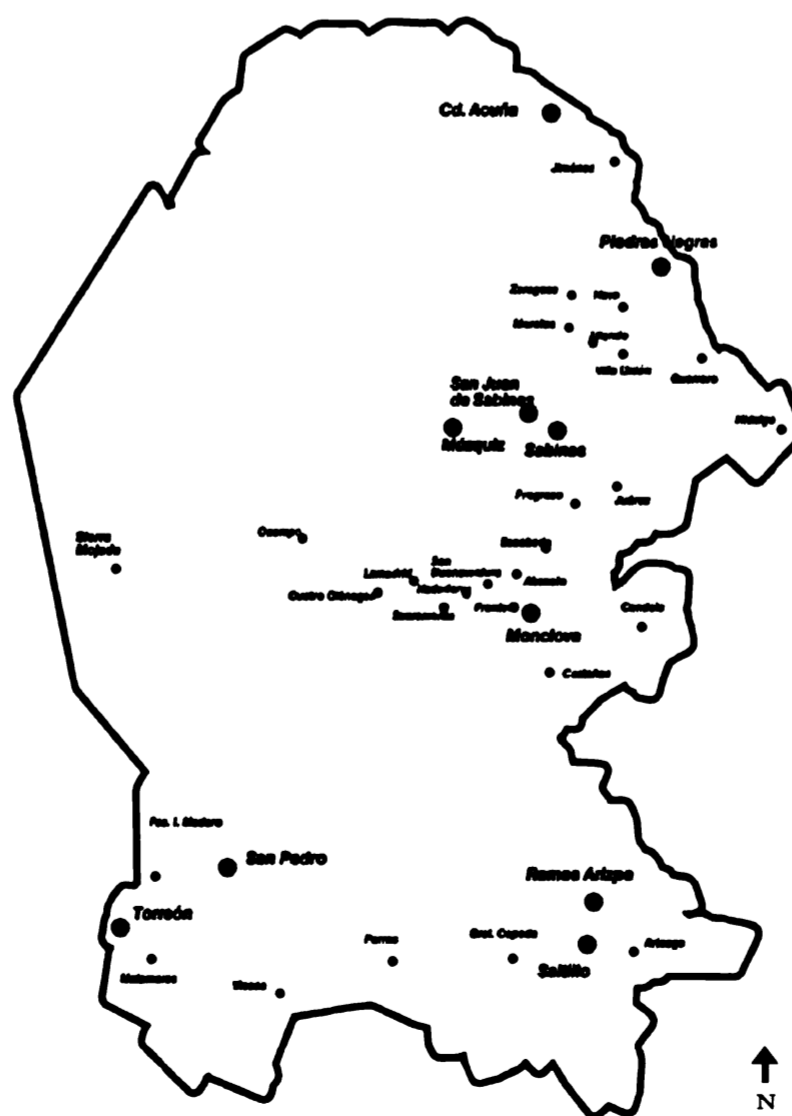 Cd. Acuña
Jiménez
Piedras Negras
Zaragoza
Nava
Morelos
Allende
Villa Unión
Guerrero
San Juan
de Sabinas
Hidalgo
Múzquiz
Sabinas
Progreso
Juárez
Sierra
Mojada
Ocampo
Escobedo
San
Buenaventura
Lamadrid
Abasolo
Nadadores
Cuatro Ciénegas
Sacramento
Frontera
Candela
Monclova
Castaños
Fco. I. Madero
San Pedro
Ramos Arizpe
Torreón
Parras
Gral. Cepeda
Arteaga
Saltillo
Matamoros
Viesca
N